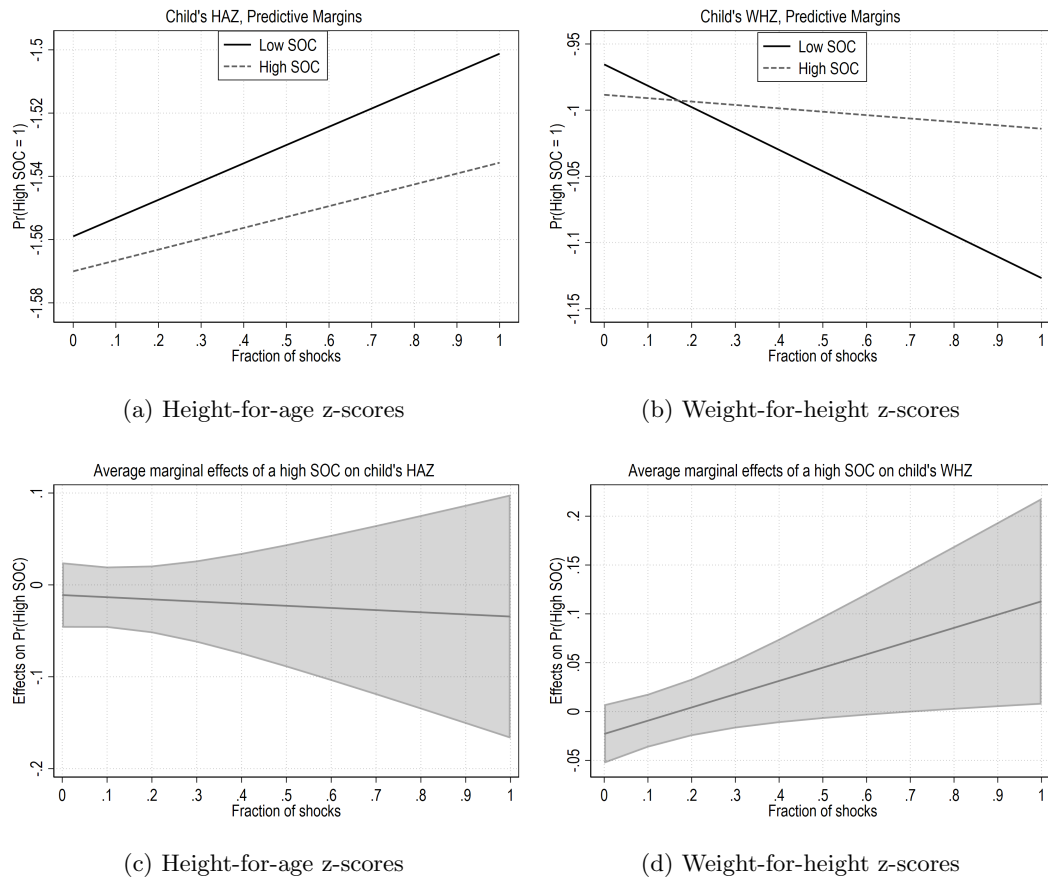 Child's HAZ, Predictive Margins
Low SOC
High SOC
Pr(High SOC = 1)
-1.5
-1.52
-1.54
-1.56
-1.58
0 .1 .2 .3 .4 .5 .6 .7 .8 .9 1
Fraction of shocks
(a) Height-for-age z-scores
Child's WHZ, Predictive Margins
Low SOC
High SOC
Pr(High SOC = 1)
-.95
-1
-1.05
-1.1
-1.15
0 .1 .2 .3 .4 .5 .6 .7 .8 .9 1
Fraction of shocks
(b) Weight-for-height z-scores
Average marginal effects of a high SOC on child's HAZ
Effects on Pr(High SOC)
.1
0
-.1
-.2
0 .1 .2 .3 .4 .5 .6 .7 .8 .9 1
Fraction of shocks
(c) Height-for-age z-scores
Average marginal effects of a high SOC on child's WHZ
Effects on Pr(High SOC)
.2
.15
.1
.05
0
-.05
0 .1 .2 .3 .4 .5 .6 .7 .8 .9 1
Fraction of shocks
(d) Weight-for-height z-scores